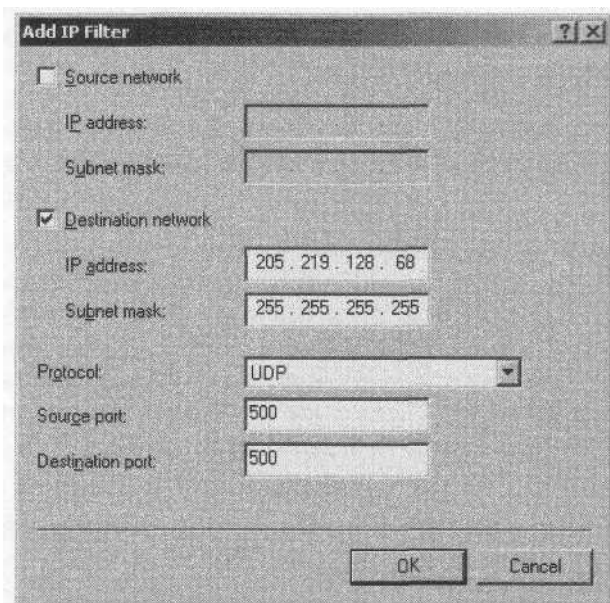 Add IP Filter
Source network
IP address:
Subnet mask:
Destination network
IP address: 205 . 219 . 128 . 68
Subnet mask: 255 . 255 . 255 . 255
Protocol: UDP
Source port: 500
Destination port: 500
OK Cancel